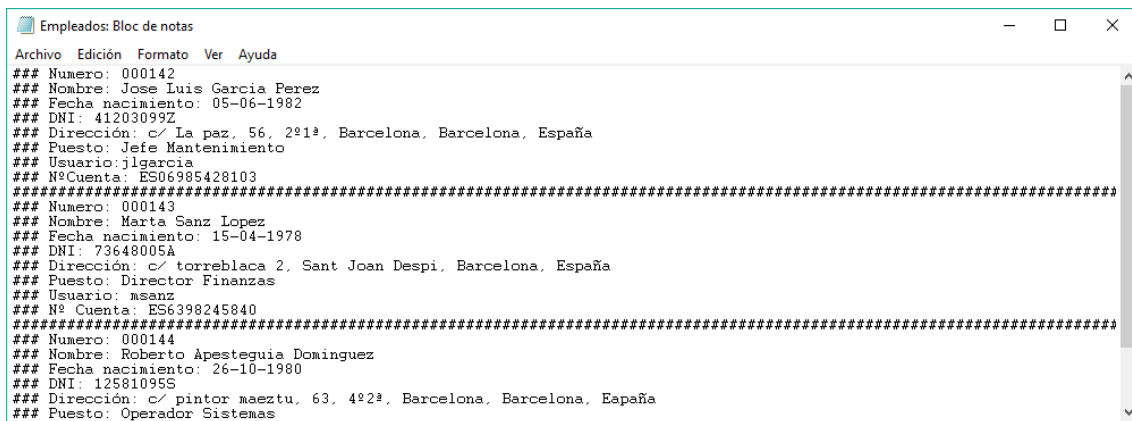 Empleados: Bloc de notas
Archivo Edición Formato Ver Ayuda
### Numero: 000142
### Nombre: Jose Luis Garcia Perez
### Fecha nacimiento: 05-06-1982
### DNI: 41203099Z
### Dirección: c/ La paz, 56, 2º1ª, Barcelona, Barcelona, España
### Puesto: Jefe Mantenimiento
### Usuario:jlgarcia
### NºCuenta: ES06985428103
##############################################################################################################
### Numero: 000143
### Nombre: Marta Sanz Lopez
### Fecha nacimiento: 15-04-1978
### DNI: 73648005A
### Dirección: c/ torreblaca 2, Sant Joan Despi, Barcelona, España
### Puesto: Director Finanzas
### Usuario: msanz
### Nº Cuenta: ES6398245840
##############################################################################################################
### Numero: 000144
### Nombre: Roberto Apesteguia Dominguez
### Fecha nacimiento: 26-10-1980
### DNI: 12581095S
### Dirección: c/ pintor maeztu, 63, 4º2ª, Barcelona, Barcelona, Eapaña
### Puesto: Operador Sistemas